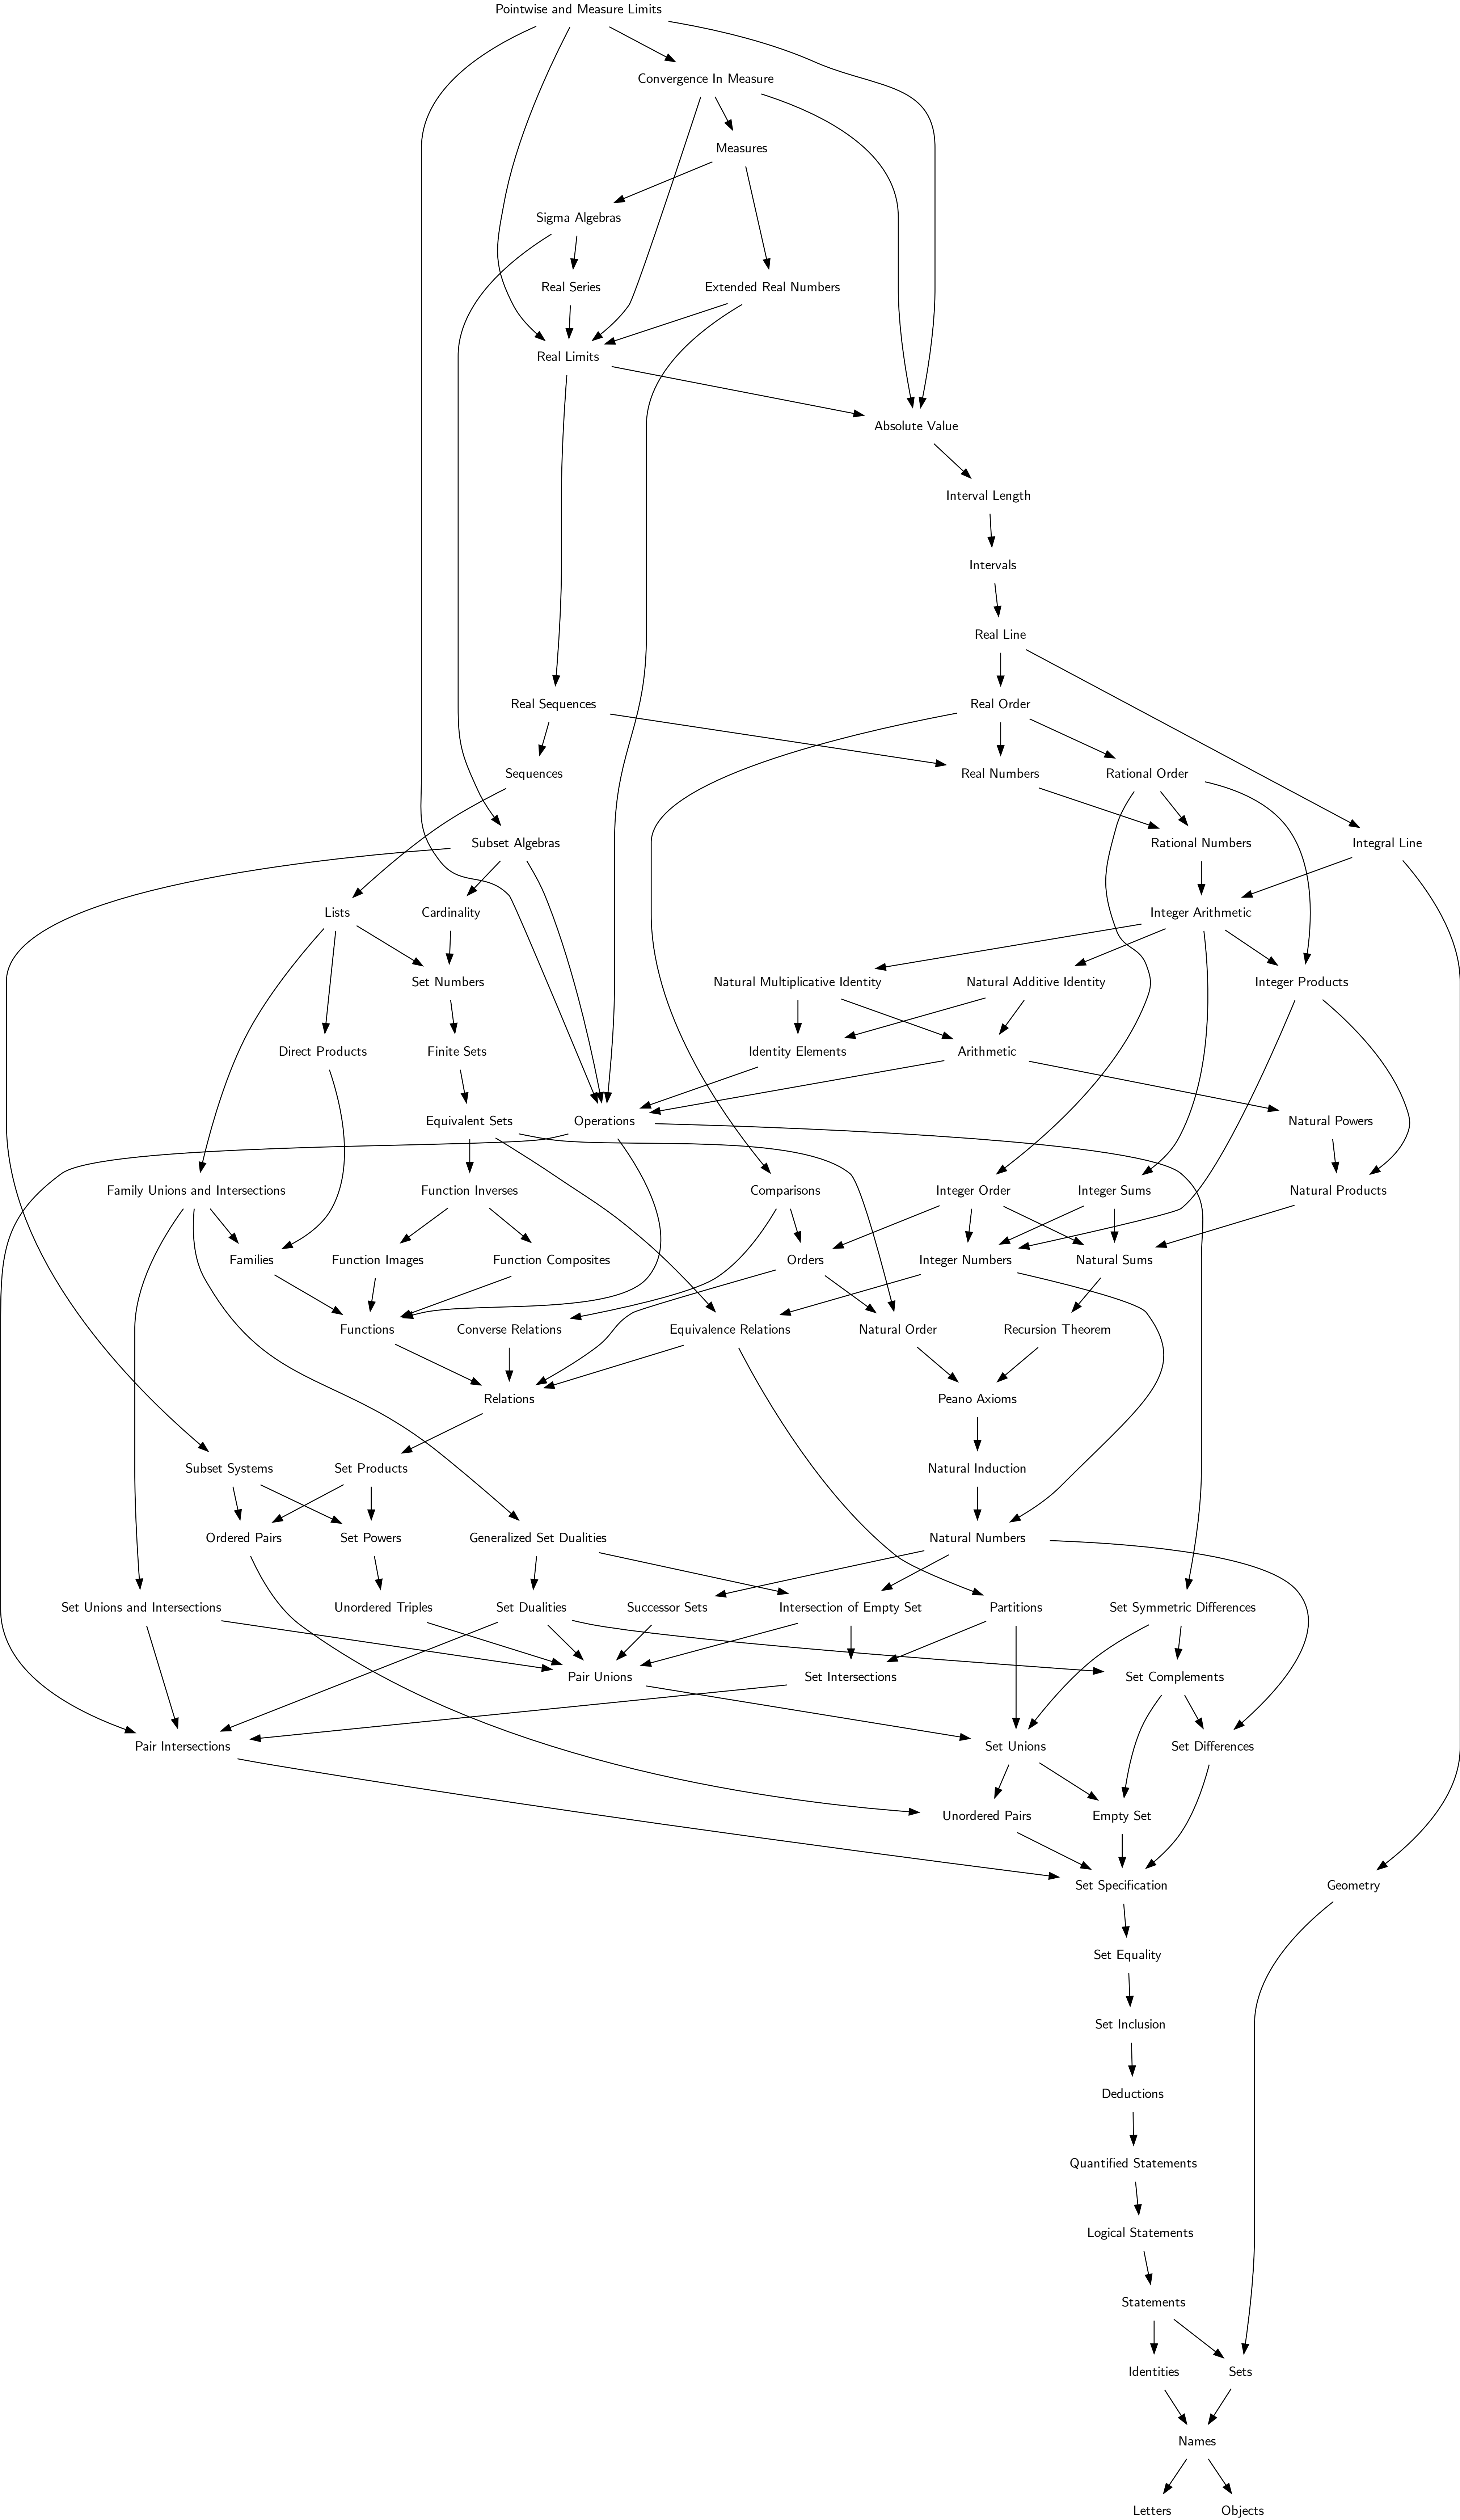 Pointwise and Measure Limits
Convergence In Measure
Measures
Sigma Algebras
Real Series
Extended Real Numbers
Real Limits
Absolute Value
Interval Length
Intervals
Real Line
Real Sequences
Real Order
Sequences
Real Numbers
Rational Order
Subset Algebras
Rational Numbers
Integral Line
Lists
Cardinality
Integer Arithmetic
Set Numbers
Natural Multiplicative Identity
Natural Additive Identity
Integer Products
Direct Products
Finite Sets
Identity Elements
Arithmetic
Equivalent Sets
Operations
Natural Powers
Family Unions and Intersections
Function Inverses
Comparisons
Integer Order
Integer Sums
Natural Products
Families
Function Images
Function Composites
Orders
Integer Numbers
Natural Sums
Functions
Converse Relations
Equivalence Relations
Natural Order
Recursion Theorem
Relations
Peano Axioms
Subset Systems
Set Products
Natural Induction
Ordered Pairs
Set Powers
Generalized Set Dualities
Natural Numbers
Set Unions and Intersections
Unordered Triples
Set Dualities
Successor Sets
Intersection of Empty Set
Partitions
Set Symmetric Differences
Pair Unions
Set Intersections
Set Complements
Pair Intersections
Set Unions
Set Differences
Unordered Pairs
Empty Set
Set Specification
Geometry
Set Equality
Set Inclusion
Deductions
Quantified Statements
Logical Statements
Statements
Identities
Sets
Names
Letters
Objects